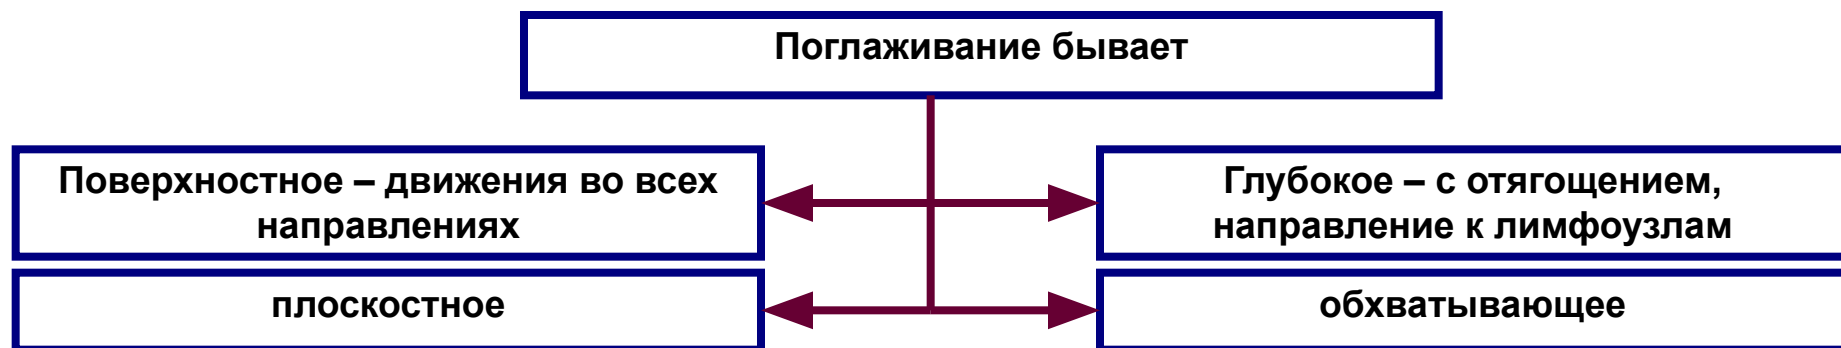 Поглаживание бывает
Поверхностное – движения во всех
направлениях
Глубокое – с отягощением,
направление к лимфоузлам
плоскостное
обхватывающее